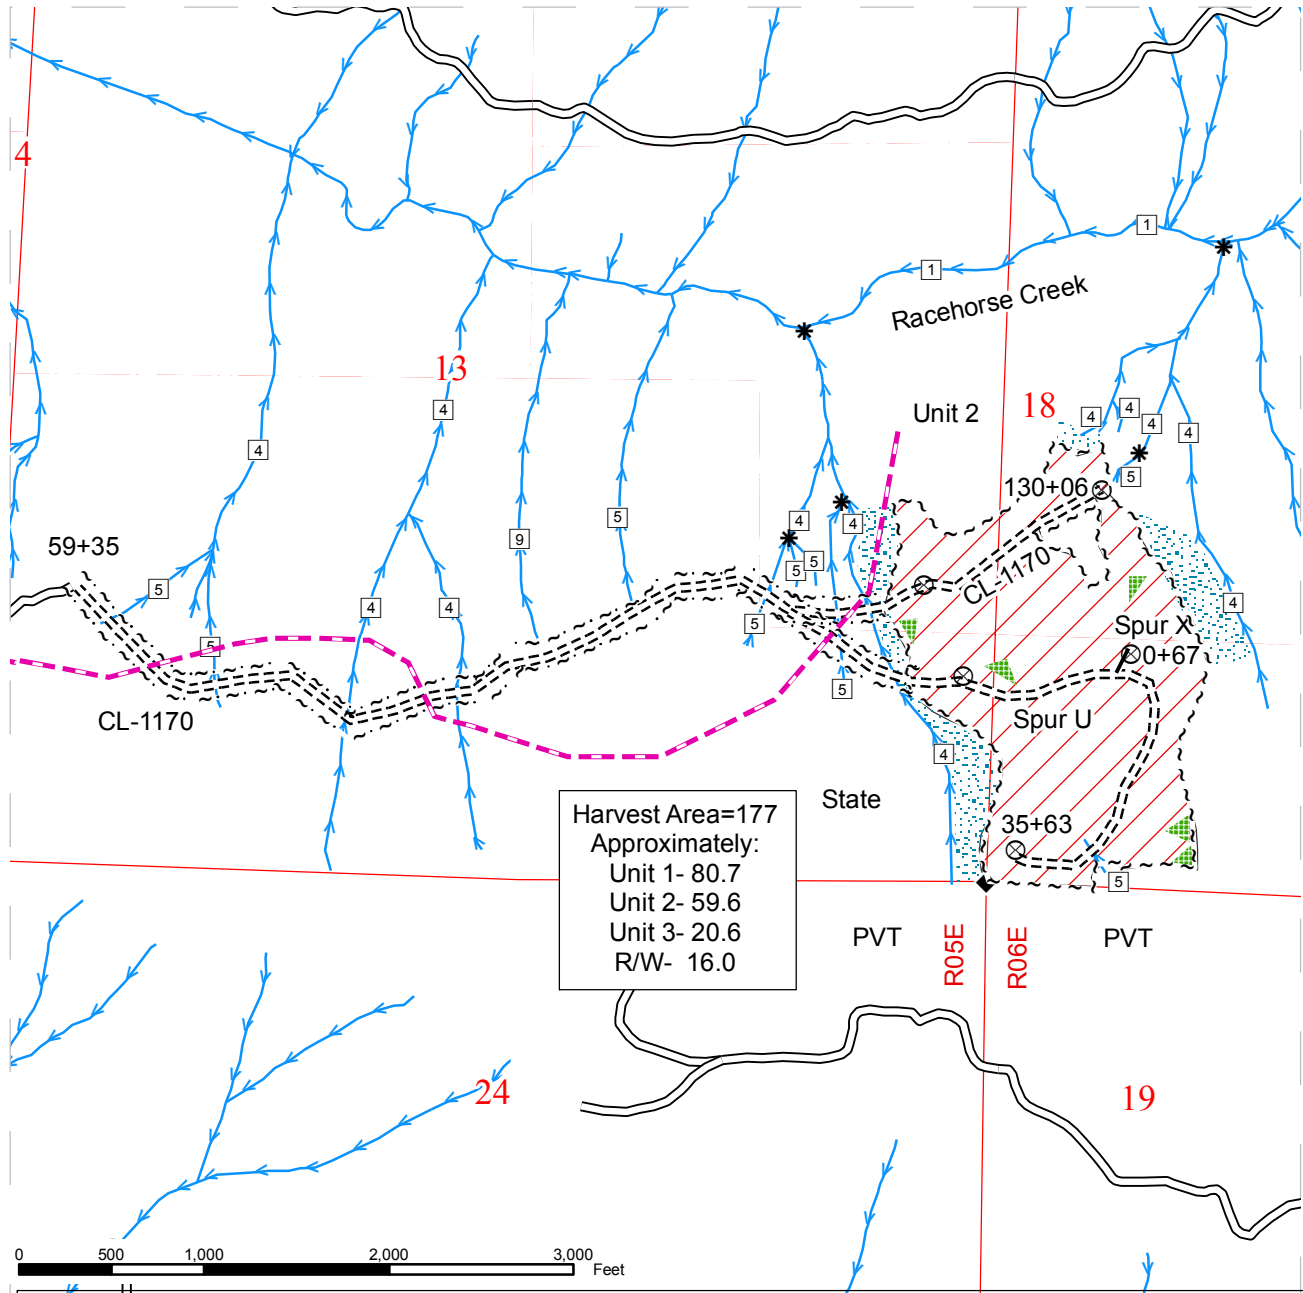 4
1
1
Racehorse Creek
13
Unit 2
18
4
4
4
4
4
4
5
130+06
5
9
4
4
59+35
5
5
5
CL-1170
5
4
4
4
5
Spur X
5
0+67
5
CL-1170
Spur U
4
State
Harvest Area=177
Approximately:
Unit 1- 80.7
Unit 2- 59.6
Unit 3- 20.6
R/W- 16.0
35+63
5
PVT
R05E
R06E
PVT
24
19
0
500
1,000
2,000
3,000
Feet